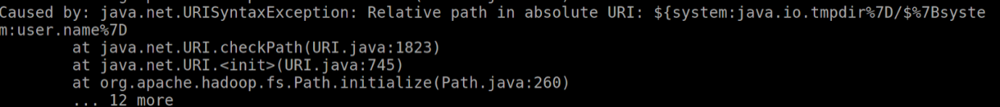 Caused by: java.net.URISyntaxException: Relative path in absolute URI: ${system:java.io.tmpdir%7D/$%7Bsyste
m:user.name%7D
        at java.net.URI.checkPath(URI.java:1823)
        at java.net.URI.<init>(URI.java:745)
        at org.apache.hadoop.fs.Path.initialize(Path.java:260)
        ... 12 more